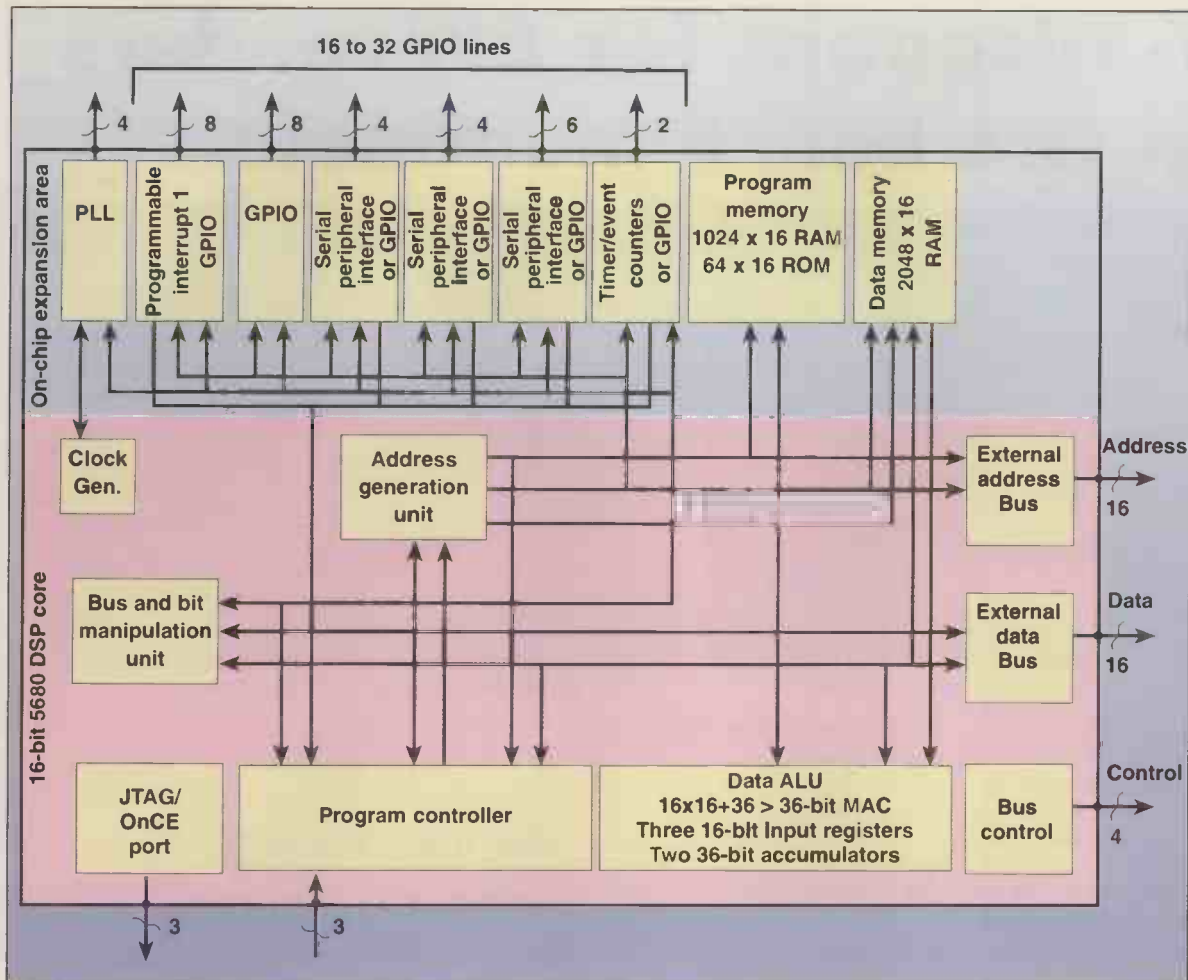 16 to 32 GPIO lines
4
8
8
4
4
6
2
On-chip expansion area
PLL
Programmable
interrupt 1
GPIO
GPIO
Serial
peripheral
interface
or GPIO
Serial
peripheral
Interface
or GPIO
Serial
peripheral
interface
or GPIO
Timer/event
counters
or GPIO
Program
memory
1024 x 16 RAM
64 x 16 ROM
Data memory
2048 x 16
RAM
16-bit 5680 DSP core
Clock
Gen.
Address
generation
unit
External
address
Bus
Address
16
Bus and bit
manipulation
unit
External
data
Bus
Data
16
JTAG/
OnCE
port
Program controller
Data ALU
16x16+36 > 36-bit MAC
Three 16-bit Input registers
Two 36-bit accumulators
Bus
control
Control
4
3
3